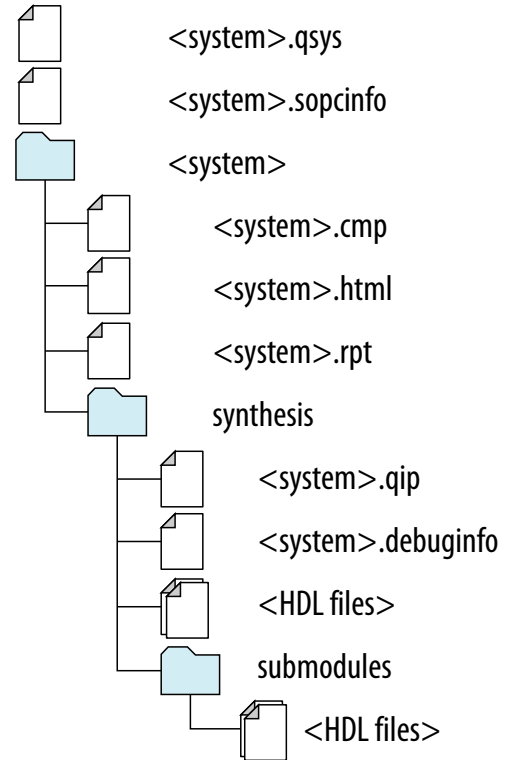 <system>.qsys
<system>.sopcinfo
<system>
<system>.cmp
<system>.html
<system>.rpt
synthesis
<system>.qip
<system>.debuginfo
<HDL files>
submodules
<HDL files>